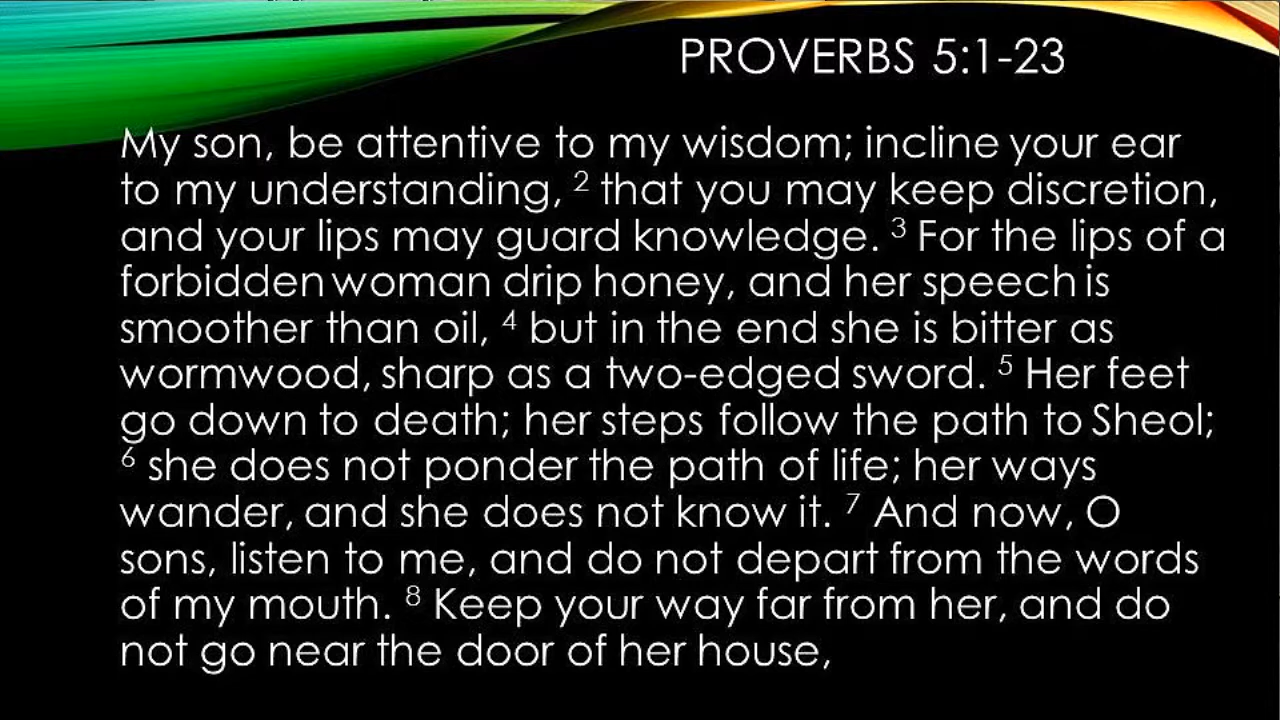 PROVERBS 5:1-23
My son, be attentive to my wisdom; incline your ear
to my understanding, 2 that you may keep discretion,
and your lips may guard knowledge. 3 For the lips of a
forbidden woman drip honey, and her speech is
smoother than oil, 4 but in the end she is bitter as
wormwood, sharp as a two-edged sword. 5 Her feet
go down to death; her steps follow the path to Sheol;
6 she does not ponder the path of life; her ways
wander, and she does not know it. 7 And now, O
sons, listen to me, and do not depart from the words
of my mouth. 8 Keep your way far from her, and do
not go near the door of her house,